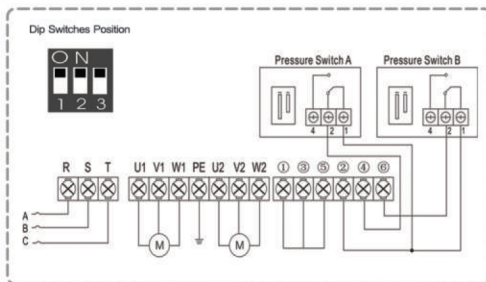 Dip Switches Position
ON
1 2 3
Pressure Switch A
4 2 1
Pressure Switch B
4 2 1
R S T U1 V1 W1 PE U2 V2 W2 ① ③ ⑤ ② ④ ⑥
A
B
C
M M